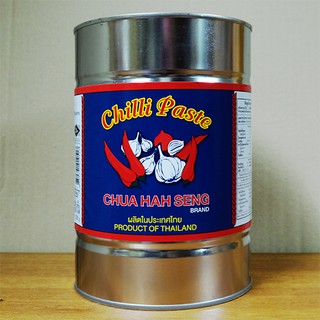 Chilli Paste
CHUA HAH SENG
BRAND
ผลิตในประเทศไทย
PRODUCT OF THAILAND